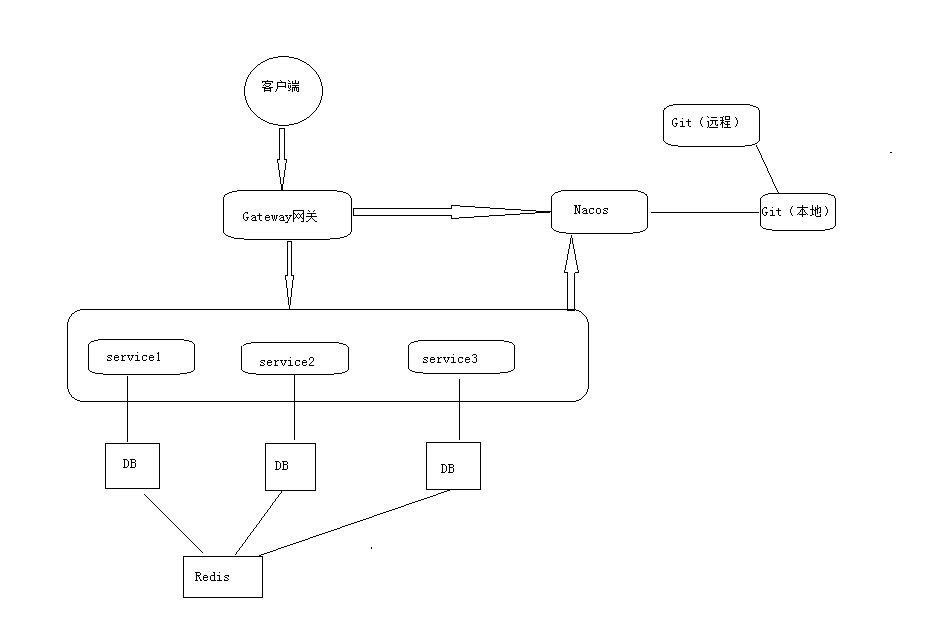 客户端
Git（远程）
Gateway网关
Nacos
Git（本地）
service1
service2
service3
DB
DB
DB
Redis